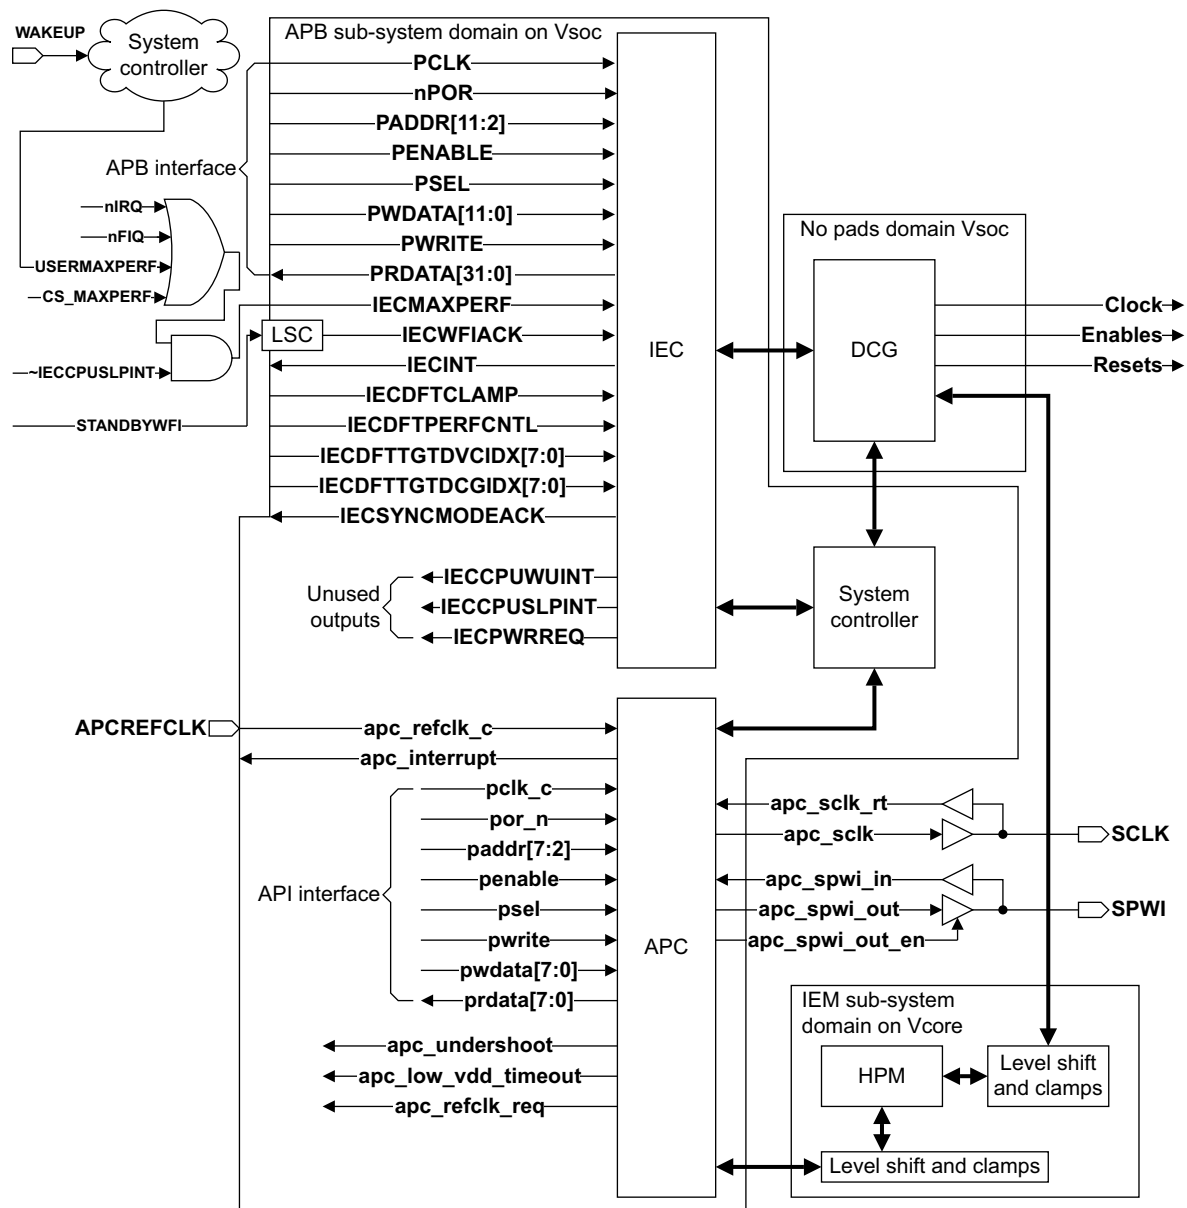 WAKEUP
System
controller
APB sub-system domain on Vsoc
PCLK
nPOR
PADDR[11:2]
PENABLE
APB interface
PSEL
PWDATA[11:0]
PWRITE
PRDATA[31:0]
nIRQ
nFIQ
USERMAXPERF
CS_MAXPERF
IECMAXPERF
LSC
IECWFIACK
IECINT
~IECCPUSLPINT
IECDFTCLAMP
STANDBYWFI
IECDFTPERFCNTL
IECDFTTGTDVCIDX[7:0]
IECDFTTGTDCGIDX[7:0]
IECSYNCMODEACK
IEC
No pads domain Vsoc
DCG
Clock
Enables
Resets
Unused
outputs
IECCPUWUINT
IECCPUSLPINT
IECPWRREQ
System
controller
APCREFCLK
apc_refclk_c
apc_interrupt
API interface
pclk_c
por_n
paddr[7:2]
penable
psel
pwrite
pwdata[7:0]
prdata[7:0]
apc_undershoot
apc_low_vdd_timeout
apc_refclk_req
APC
apc_sclk_rt
apc_sclk
SCLK
apc_spwi_in
apc_spwi_out
SPWI
apc_spwi_out_en
IEM sub-system
domain on Vcore
HPM
Level shift
and clamps
Level shift and clamps